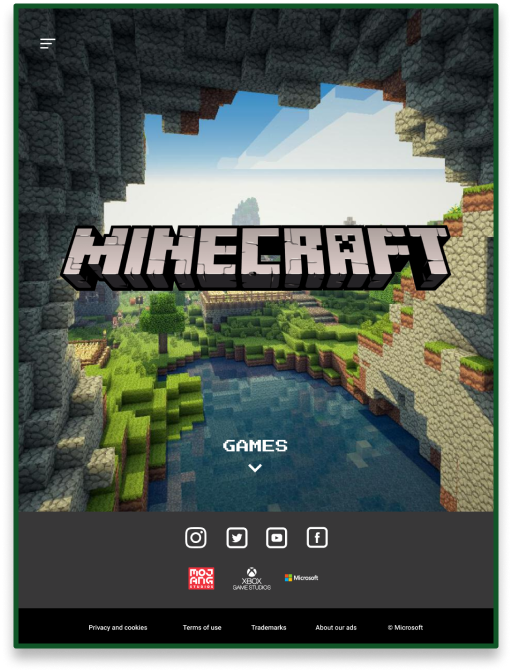 MINECRAFT
GAMES
MOJANG STUDIOS
XBOX
GAME STUDIOS
Microsoft
Privacy and cookies Terms of use Trademarks About our ads © Microsoft